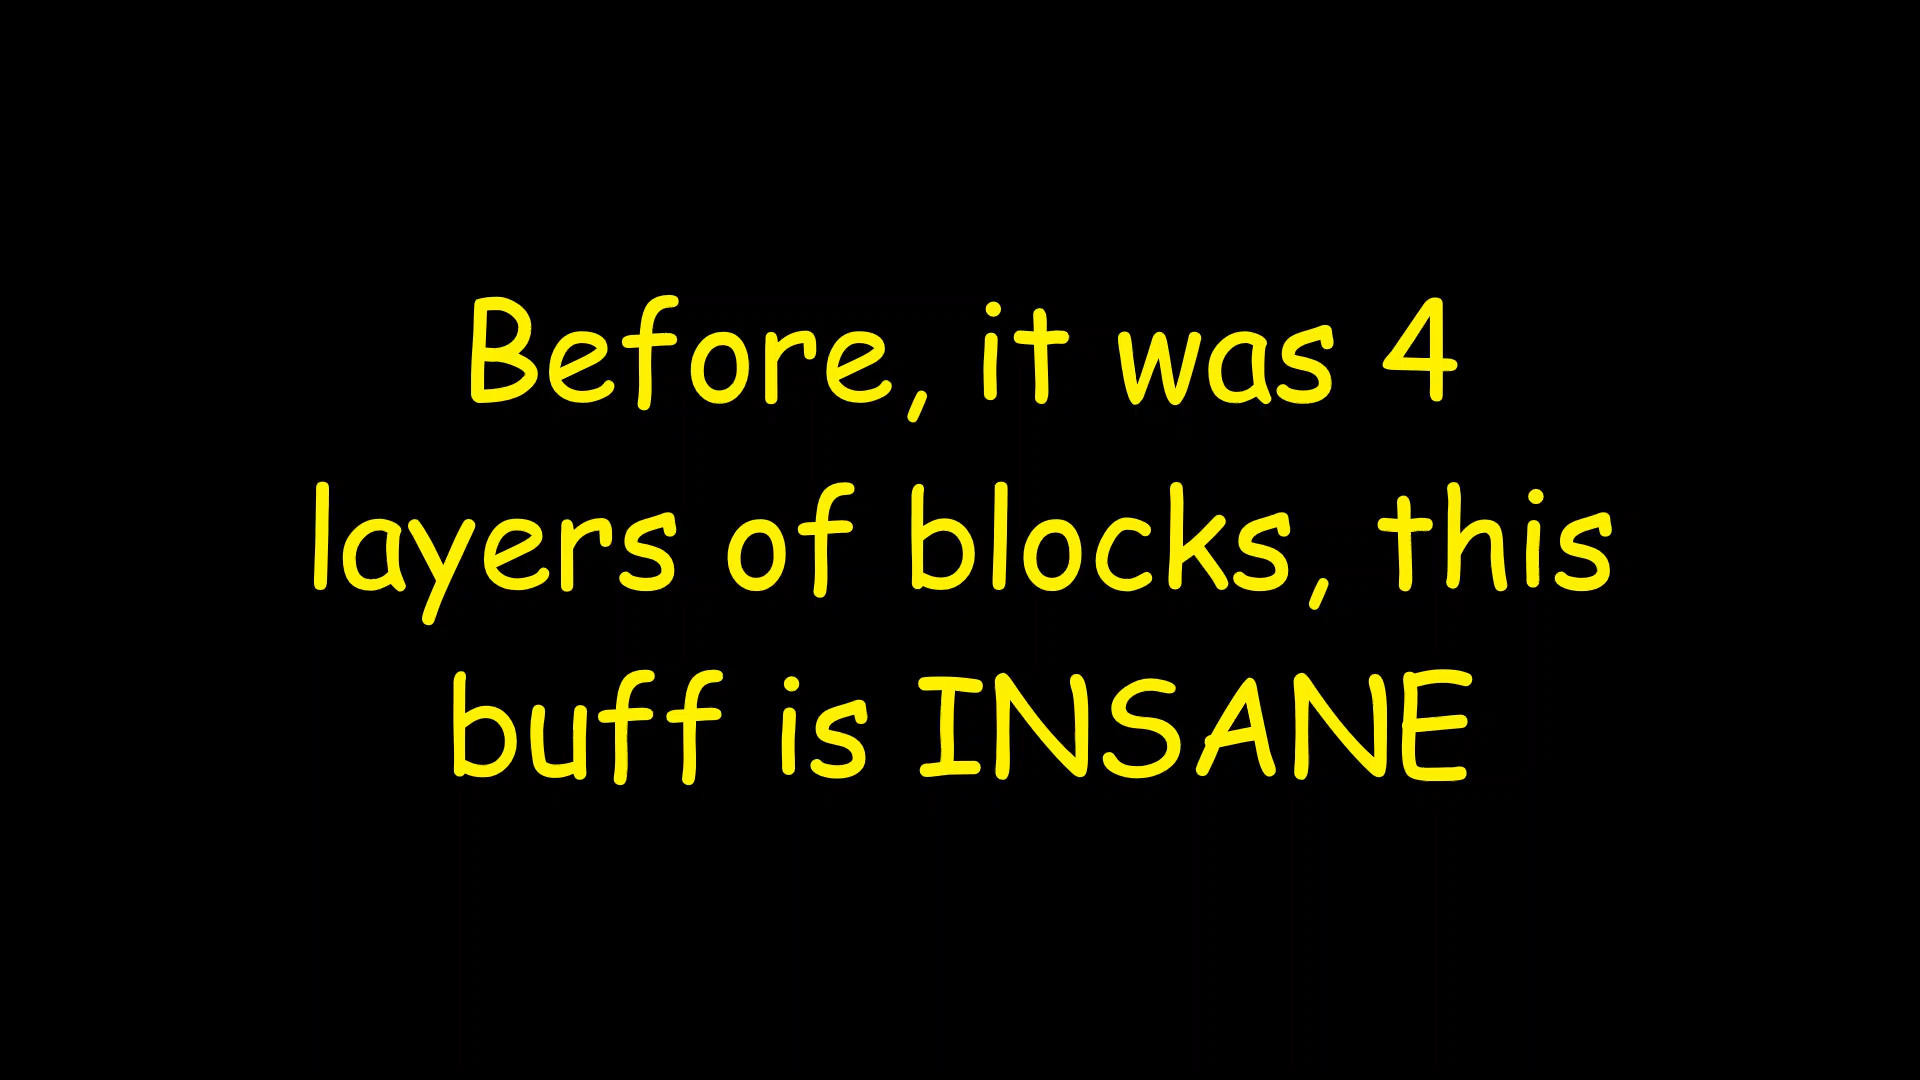 Before, it was 4
layers of blocks, this
buff is INSANE